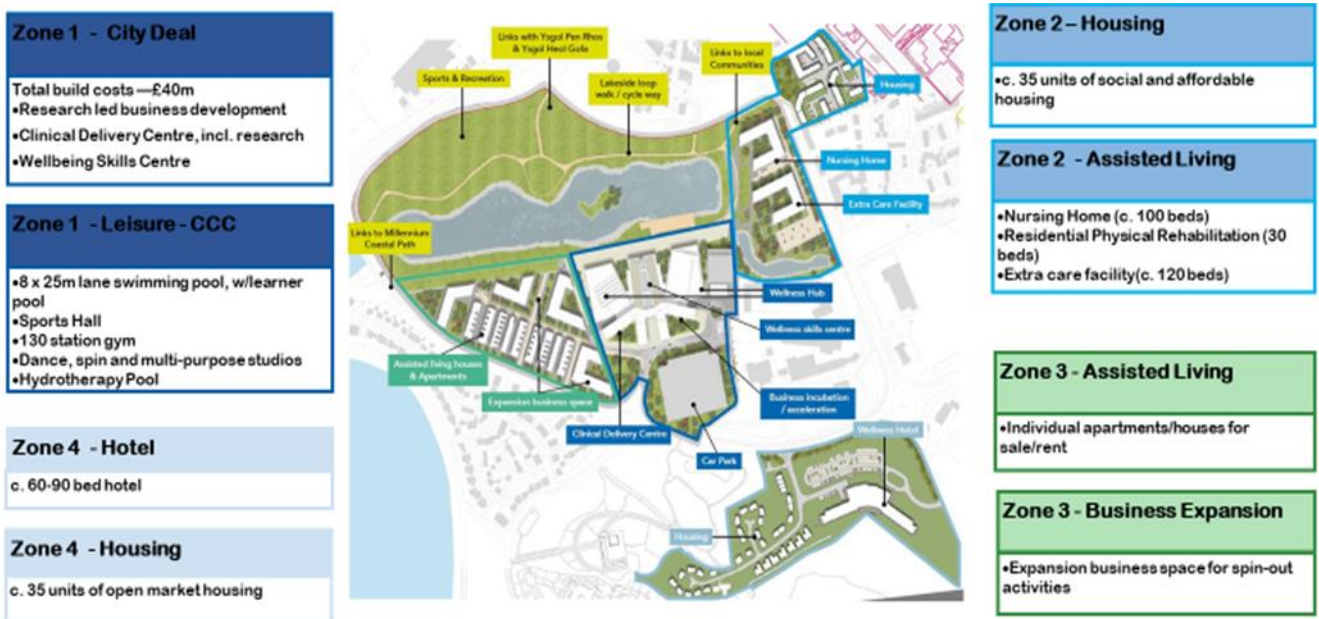 Zone 1 - City Deal
Total build costs —£40m
•Research led business development
•Clinical Delivery Centre, incl. research
•Wellbeing Skills Centre
Zone 1 - Leisure - CCC
•8 x 25m lane swimming pool, w/learner
pool
•Sports Hall
•130 station gym
•Dance, spin and multi-purpose studios
•Hydrotherapy Pool
Zone 4 - Hotel
c. 60-90 bed hotel
Zone 4 - Housing
c. 35 units of open market housing
Links with Ysgol Pen Rhos
& Ysgol Heol Goffa
Sports & Recreation
Lakeside loop
walk / cycle way
Links to local
Communities
Housing
Nursing Home
Extra Care Facility
Links to Millennium
Coastal Path
Wellness Hub
Wellness skills centre
Assisted living houses
& Apartments
Expansion business space
Business incubation
/ acceleration
Clinical Delivery Centre
Car Park
Wellness Hotel
Housing
Zone 2 – Housing
•c. 35 units of social and affordable
housing
Zone 2 - Assisted Living
•Nursing Home (c. 100 beds)
•Residential Physical Rehabilitation (30
beds)
•Extra care facility(c. 120 beds)
Zone 3 - Assisted Living
•Individual apartments/houses for
sale/rent
Zone 3 - Business Expansion
•Expansion business space for spin-out
activities